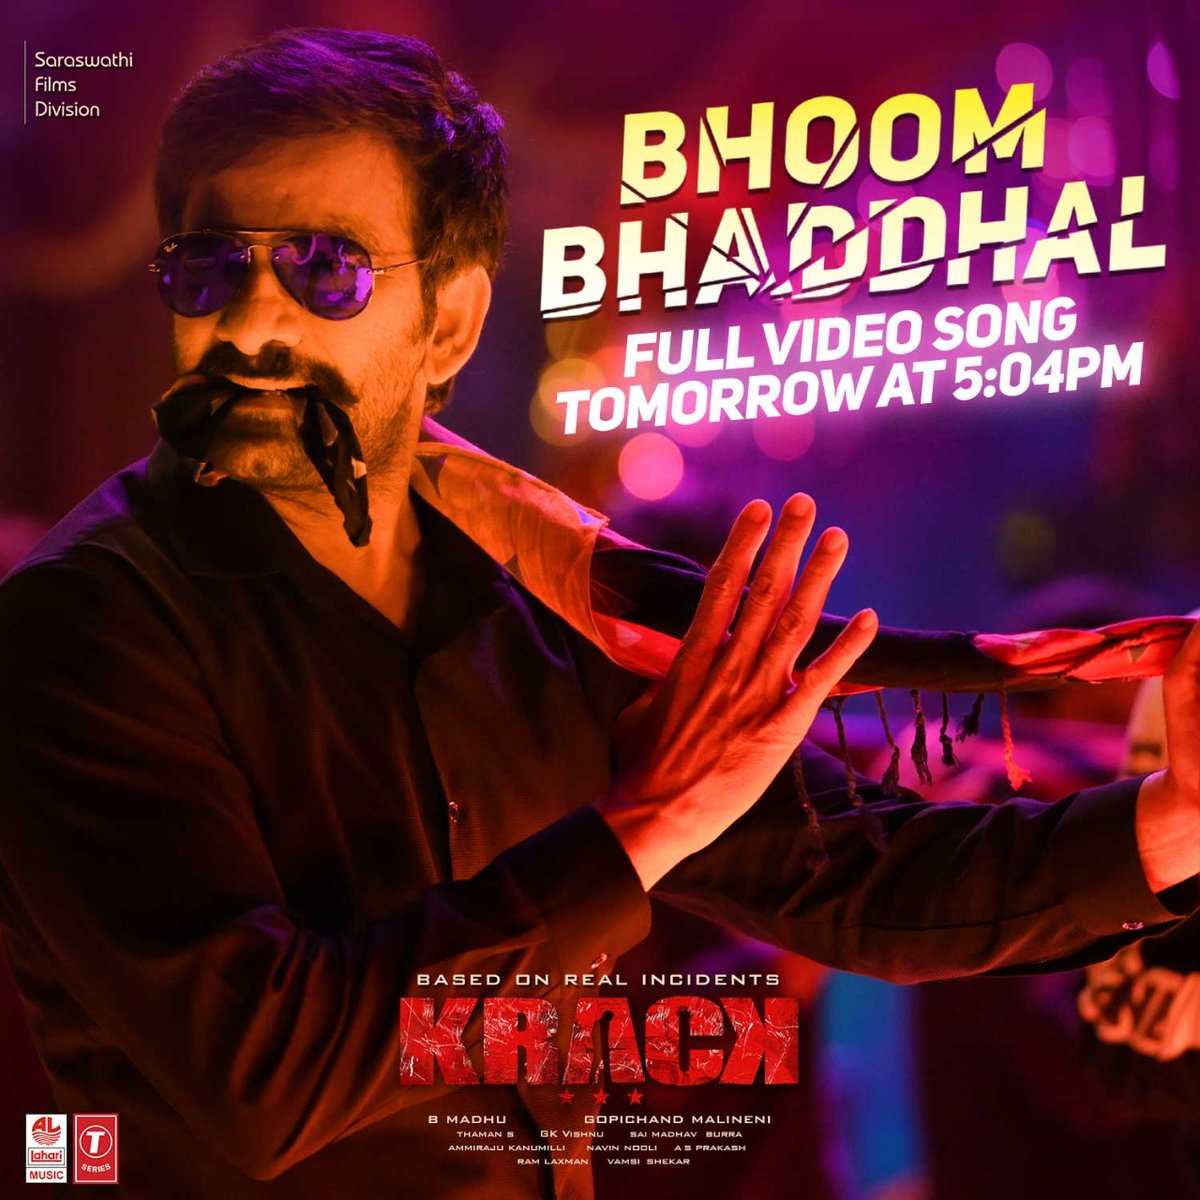 Saraswathi
Films
Division
BHOOM
BHADDHAL
FULL VIDEO SONG
TOMORROW AT 5:04PM
Ray-Ban
BASED ON REAL INCIDENTS
KRACK
B MADHU GOPICHAND MALINENI
THAMAN S GK VISHNU SAI MADHAV BURRA
AMMIRAJU KANUMILLI NAVIN NOOLI A S PRAKASH
RAM LAXMAN VAMSI SHEKAR
lahari
MUSIC
T
SERIES